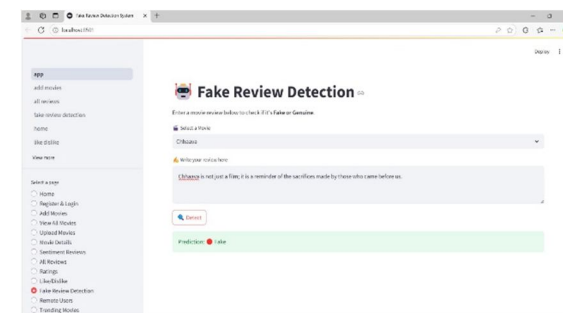 Fake Review Detection System
localhost:8501
Deploy
app
add movies
all reviews
fake review detection
home
like dislike
View more
Select a page
Home
Register & Login
Add Movies
View All Movies
Upload Movies
Movie Details
Sentiment Reviews
All Reviews
Ratings
Like/Dislike
Fake Review Detection
Remote Users
Trending Movies
Fake Review Detection
Enter a movie review below to check if it's Fake or Genuine.
Select a Movie
Chhaava
Write your review here
Chhaava is not just a film; it is a reminder of the sacrifices made by those who came before us.
Detect
Prediction: Fake